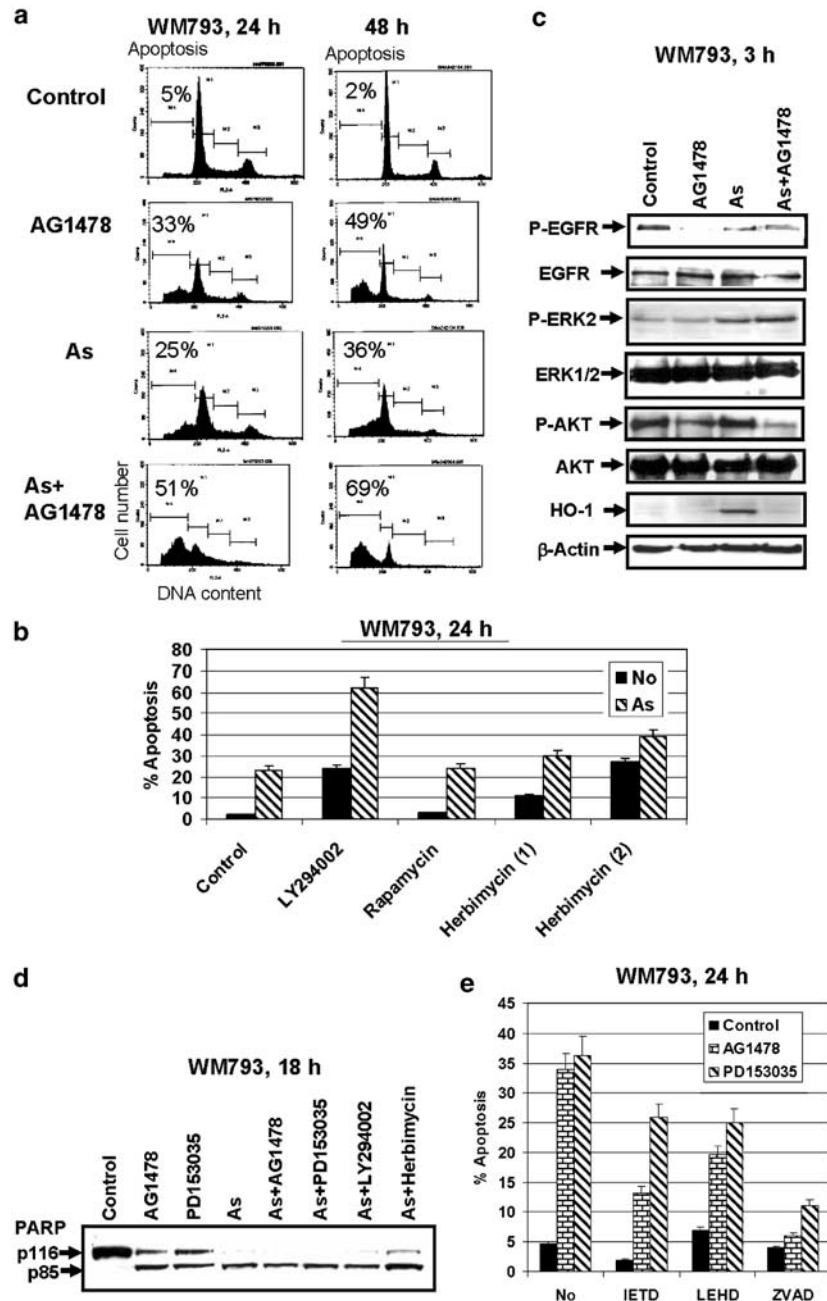 a
WM793, 24 h
48 h
Apoptosis
Apoptosis
Control
5%
2%
AG1478
33%
49%
As
25%
36%
As+
AG1478
51%
69%
Cell number
DNA content
c
WM793, 3 h
Control
AG1478
As
As+AG1478
P-EGFR
EGFR
P-ERK2
ERK1/2
P-AKT
AKT
HO-1
β-Actin
b
WM793, 24 h
% Apoptosis
80
70
60
50
40
30
20
10
0
No
As
Control
LY294002
Rapamycin
Herbimycin (1)
Herbimycin (2)
d
WM793, 18 h
Control
AG1478
PD153035
As
As+AG1478
As+PD153035
As+LY294002
As+Herbimycin
PARP
p116
p85
e
WM793, 24 h
% Apoptosis
45
40
35
30
25
20
15
10
5
0
Control
AG1478
PD153035
No
IETD
LEHD
ZVAD